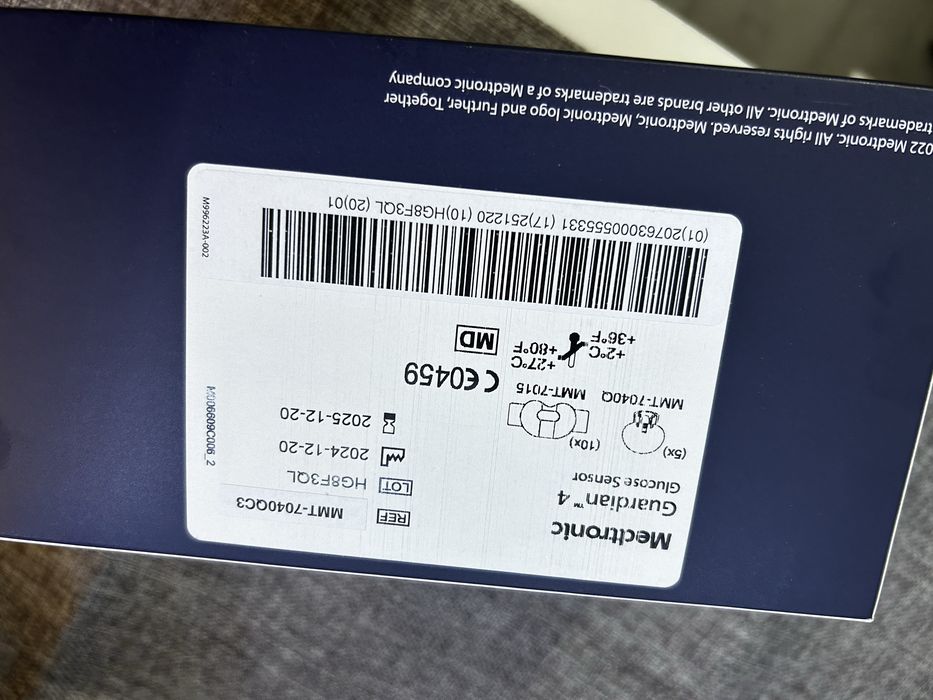 Medtronic
Guardian™ 4
Glucose Sensor
(5x)
MMT-7040Q
(10x)
MMT-7015
REF MMT-7040QC3
LOT HG8F3QL
2024-12-20
2025-12-20
CE0459
+2°C
+36°F
+27°C
+80°F
MD
(01)20763000555331 (17)251220 (10)HG8F3QL (20)01
M006609C006_2
M996223A-002
022 Medtronic. All rights reserved. Medtronic, Medtronic logo and Further, Together
trademarks of Medtronic. All other brands are trademarks of a Medtronic company